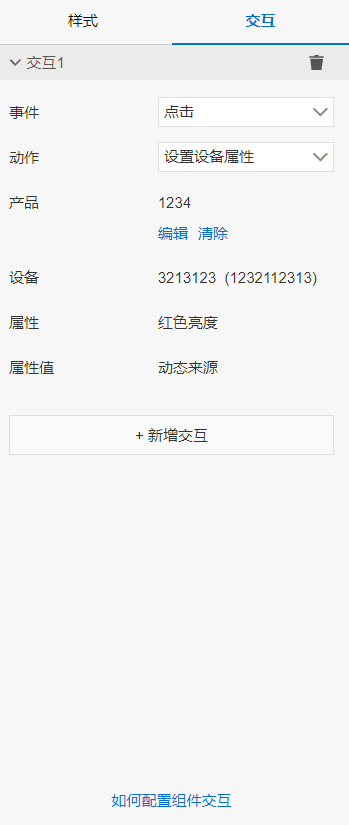 样式 交互
交互1
事件 点击
动作 设置设备属性
产品 1234
编辑 清除
设备 3213123 (1232112313)
属性 红色亮度
属性值 动态来源
+ 新增交互
如何配置组件交互